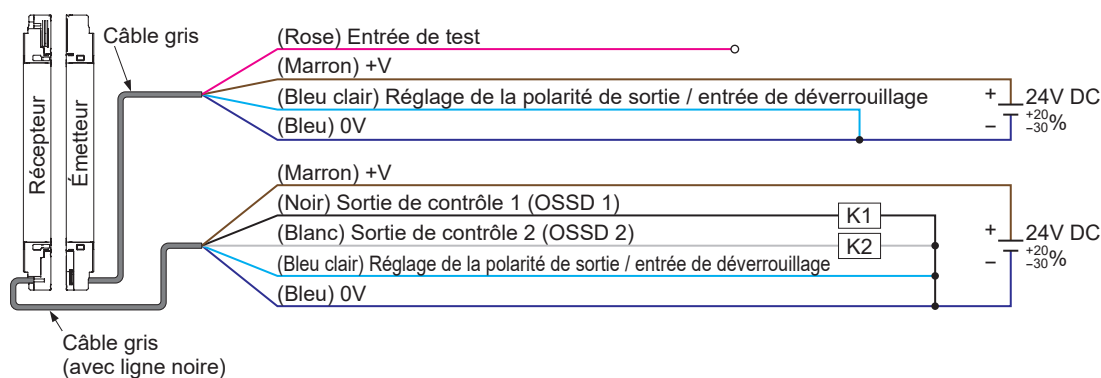 Câble gris
Récepteur
Émetteur
(Rose) Entrée de test
(Marron) +V
(Bleu clair) Réglage de la polarité de sortie / entrée de déverrouillage
(Bleu) 0V
+
−
24V DC
+20
−30%
(Marron) +V
(Noir) Sortie de contrôle 1 (OSSD 1)
K1
(Blanc) Sortie de contrôle 2 (OSSD 2)
K2
(Bleu clair) Réglage de la polarité de sortie / entrée de déverrouillage
(Bleu) 0V
+
−
24V DC
+20
−30%
Câble gris
(avec ligne noire)